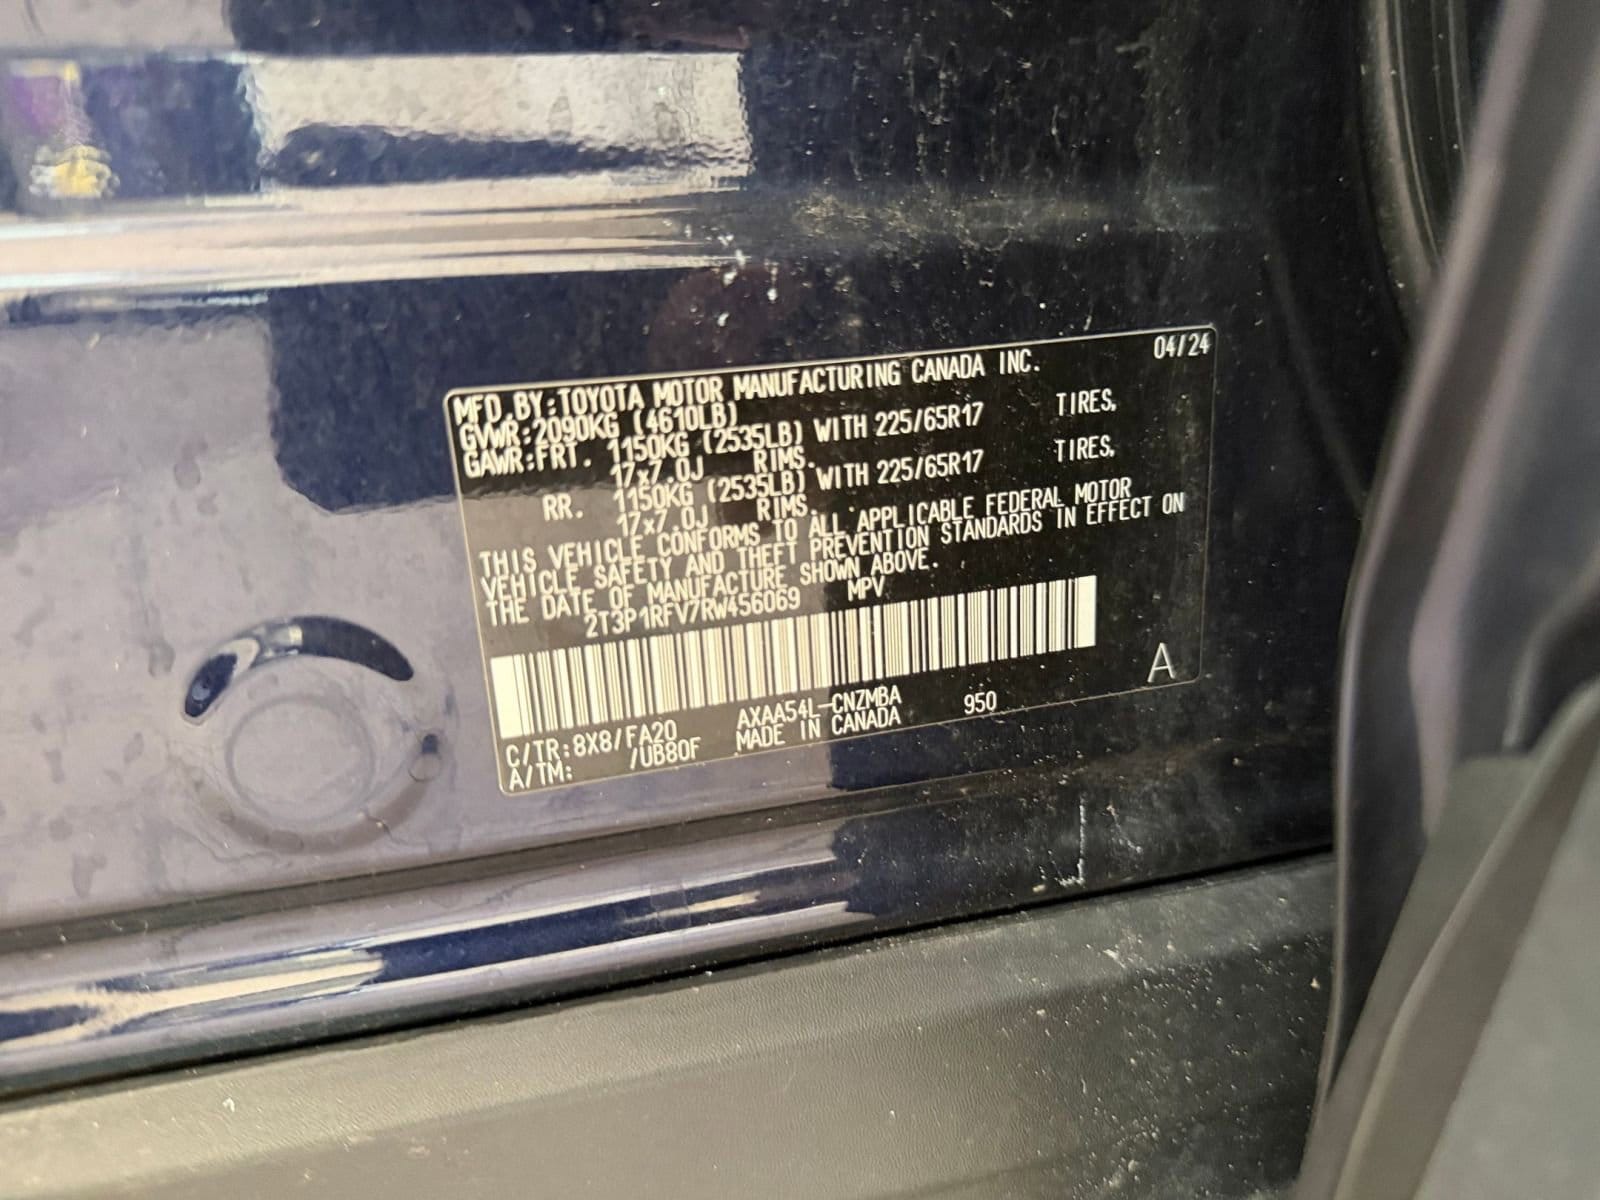 04/24
MFD.BY:TOYOTA MOTOR MANUFACTURING CANADA INC.
GVWR:2090KG (4610LB)
GAWR:FRT. 1150KG (2535LB) WITH 225/65R17 TIRES,
17x7.0J RIMS.
RR. 1150KG (2535LB) WITH 225/65R17 TIRES,
17x7.0J RIMS.
THIS VEHICLE CONFORMS TO ALL APPLICABLE FEDERAL MOTOR
VEHICLE SAFETY AND THEFT PREVENTION STANDARDS IN EFFECT ON
THE DATE OF MANUFACTURE SHOWN ABOVE.
2T3P1RFV7RW456069 MPV
A
C/TR:8X8/FA20 AXAA54L-CNZMBA 950
A/TM: /UB80F MADE IN CANADA